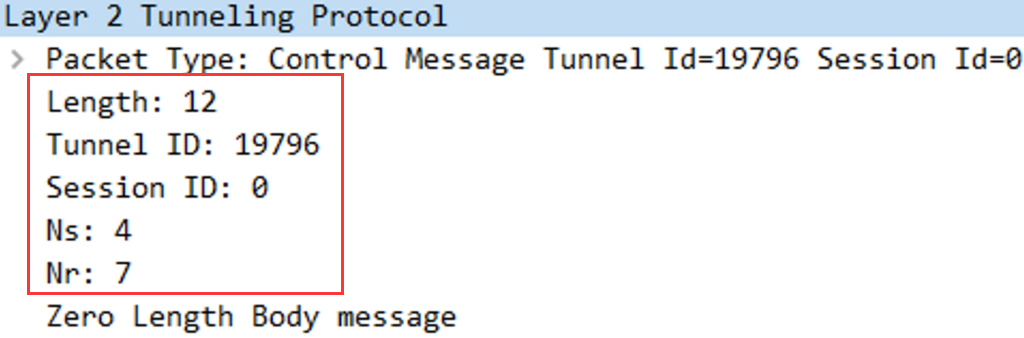 Layer 2 Tunneling Protocol
Packet Type: Control Message Tunnel Id=19796 Session Id=0
Length: 12
Tunnel ID: 19796
Session ID: 0
Ns: 4
Nr: 7
Zero Length Body message